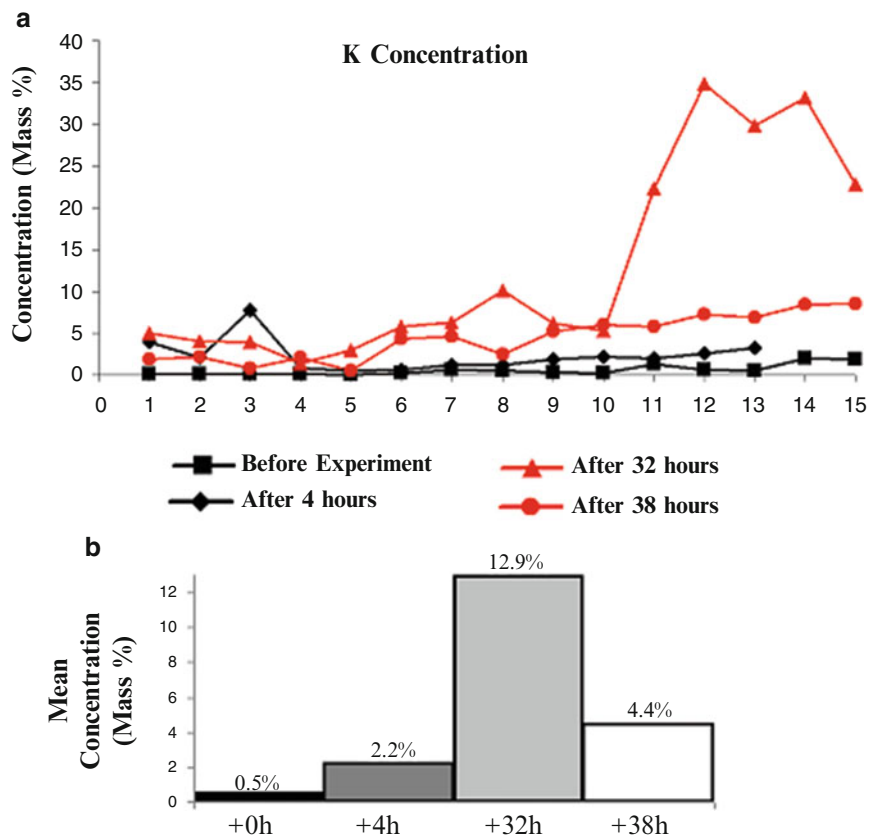 a
K Concentration
Concentration (Mass %)
40
35
30
25
20
15
10
5
0
0 1 2 3 4 5 6 7 8 9 10 11 12 13 14 15
Before Experiment
After 32 hours
After 4 hours
After 38 hours
b
Mean
Concentration
(Mass %)
12
10
8
6
4
2
0
0.5%
2.2%
12.9%
4.4%
+0h +4h +32h +38h